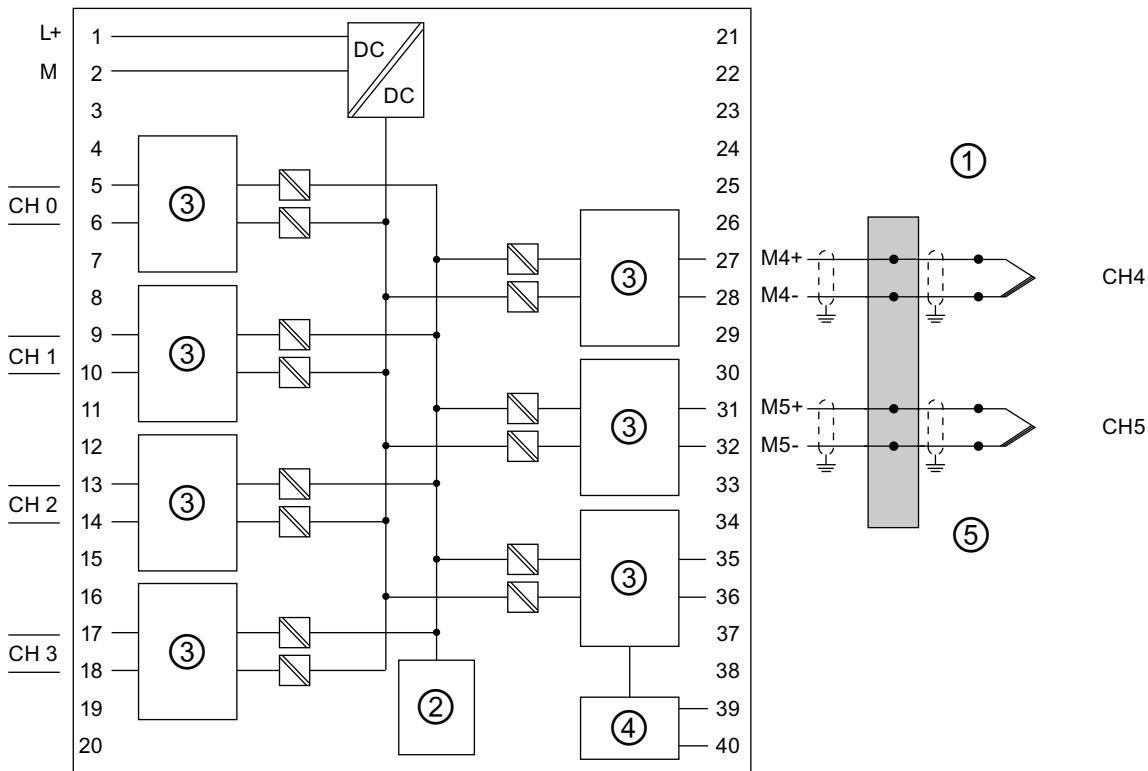 L+ 1 DC 21
M 2 DC 22
3 23
4 24 ①
5 25
CH 0 ③ 26
6
7 ③ 27 M4+
8 28 M4- CH4
9 29
CH 1 ③ 30
10
11 ③ 31 M5+
12 32 M5- CH5
13 33
CH 2 ③ 34
14
15 ③ 35 ⑤
16 36
17 37
CH 3 ③ 38
18
19 ② ④ 39
20 40